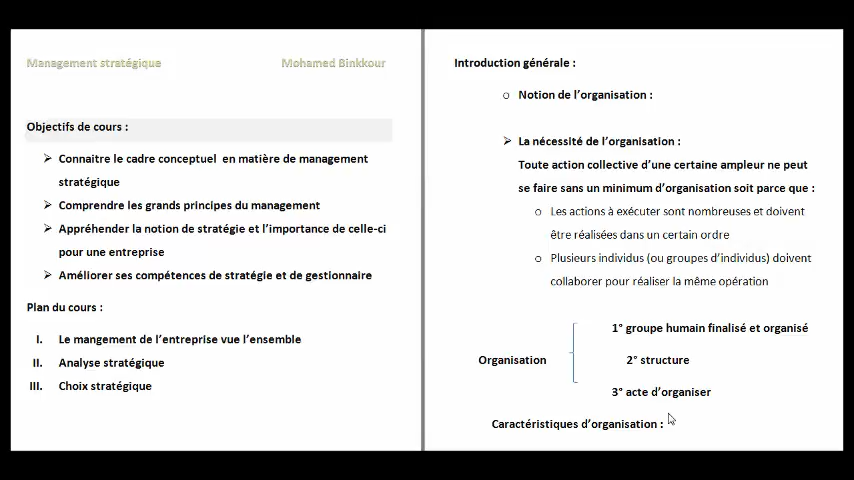 Management stratégique Mohamed Binkkour
Objectifs de cours :
➢ Connaitre le cadre conceptuel en matière de management
stratégique
➢ Comprendre les grands principes du management
➢ Appréhender la notion de stratégie et l'importance de celle-ci
pour une entreprise
➢ Améliorer ses compétences de stratégie et de gestionnaire
Plan du cours :
I. Le mangement de l'entreprise vue l'ensemble
II. Analyse stratégique
III. Choix stratégique
Introduction générale :
o Notion de l'organisation :
➢ La nécessité de l'organisation :
Toute action collective d'une certaine ampleur ne peut
se faire sans un minimum d'organisation soit parce que :
o Les actions à exécuter sont nombreuses et doivent
être réalisées dans un certain ordre
o Plusieurs individus (ou groupes d'individus) doivent
collaborer pour réaliser la même opération
1° groupe humain finalisé et organisé
Organisation 2° structure
3° acte d'organiser
Caractéristiques d'organisation :